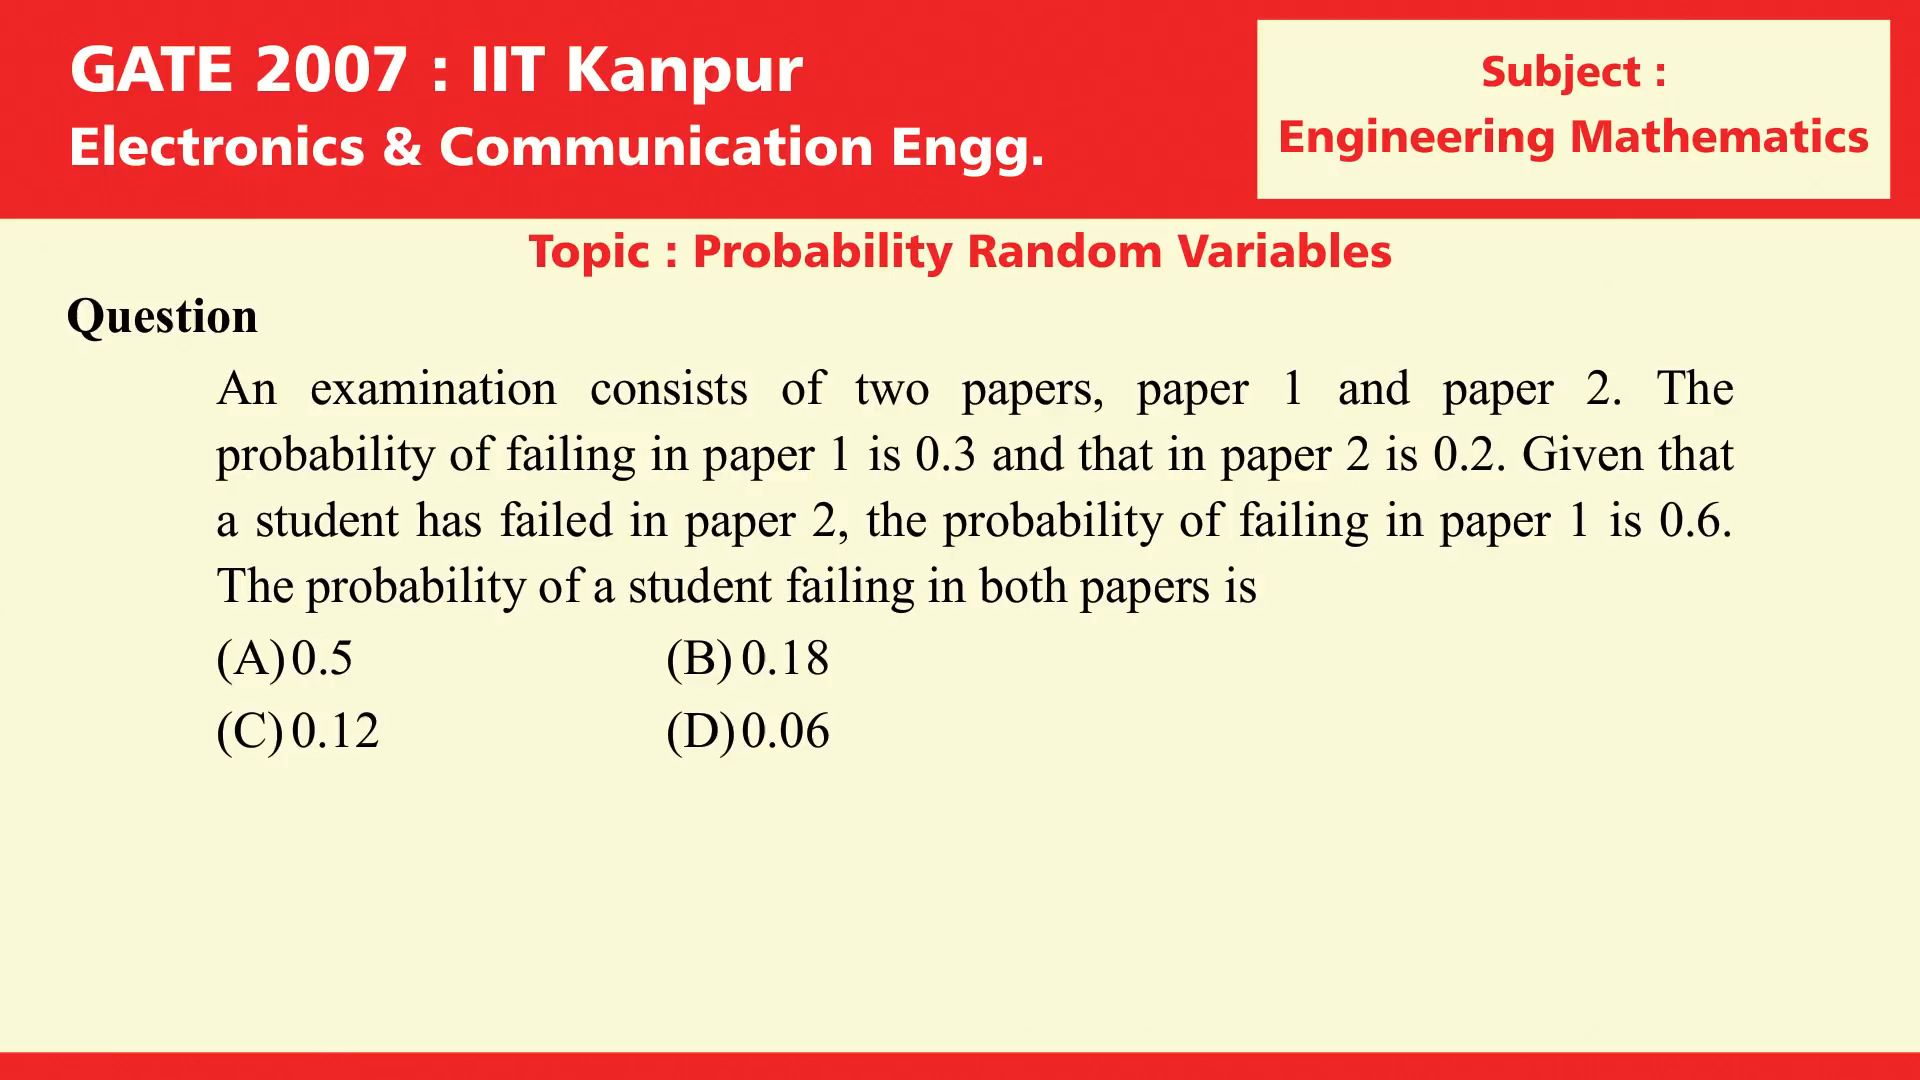 GATE 2007 : IIT Kanpur
Electronics & Communication Engg.
Subject :
Engineering Mathematics
Topic : Probability Random Variables
Question
An examination consists of two papers, paper 1 and paper 2. The
probability of failing in paper 1 is 0.3 and that in paper 2 is 0.2. Given that
a student has failed in paper 2, the probability of failing in paper 1 is 0.6.
The probability of a student failing in both papers is
(A) 0.5 (B) 0.18
(C) 0.12 (D) 0.06